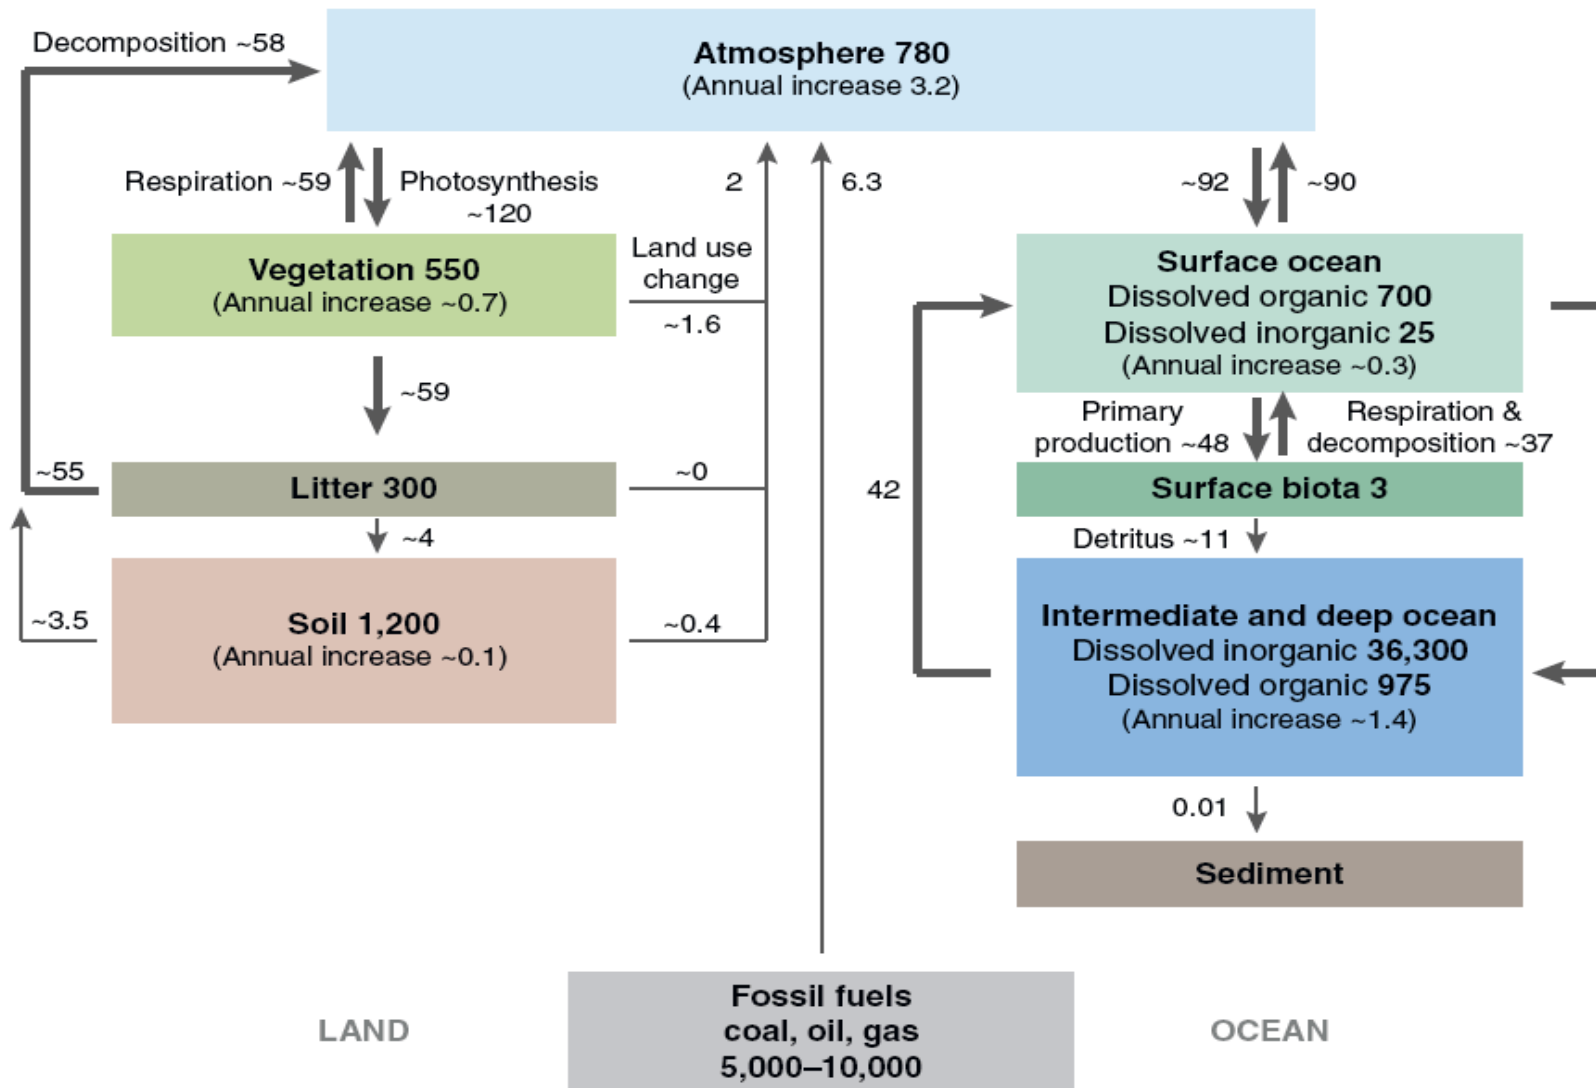 Decomposition ~58
Atmosphere 780
(Annual increase 3.2)
Respiration ~59
Photosynthesis
~120
2
6.3
~92
~90
Vegetation 550
(Annual increase ~0.7)
Land use
change
~1.6
Surface ocean
Dissolved organic 700
Dissolved inorganic 25
(Annual increase ~0.3)
~59
Primary
production ~48
Respiration &
decomposition ~37
~55
Litter 300
~0
42
Surface biota 3
~4
Detritus ~11
~3.5
Soil 1,200
(Annual increase ~0.1)
~0.4
Intermediate and deep ocean
Dissolved inorganic 36,300
Dissolved organic 975
(Annual increase ~1.4)
0.01
Sediment
LAND
Fossil fuels
coal, oil, gas
5,000–10,000
OCEAN